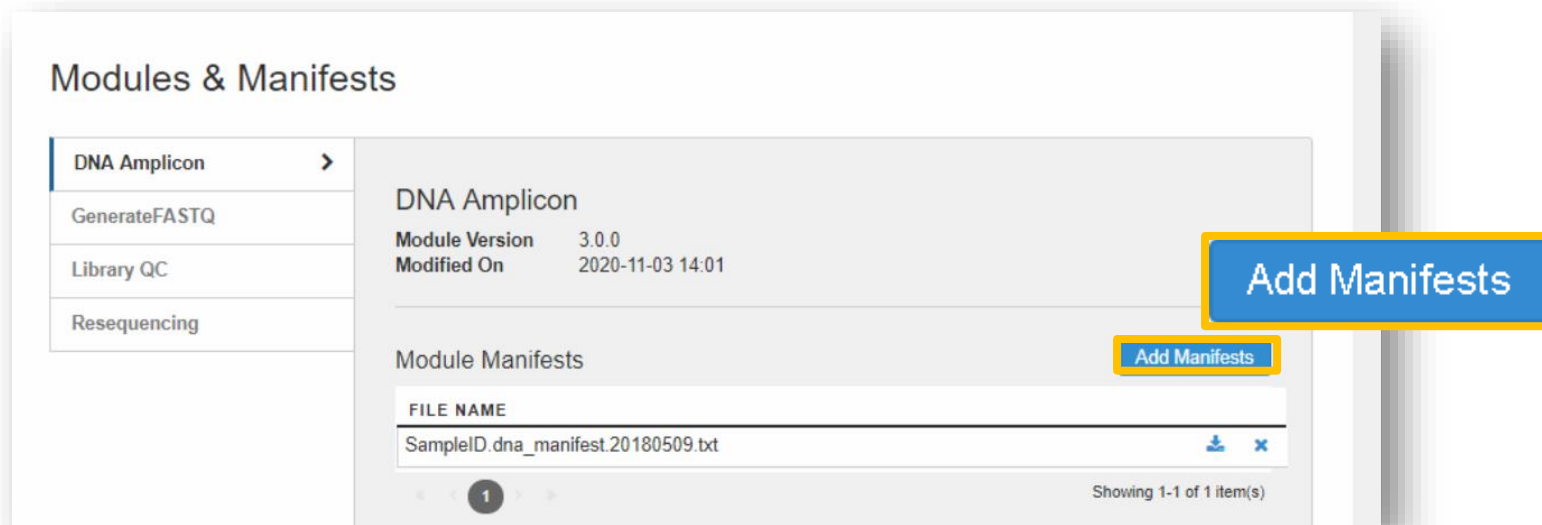 Modules & Manifests
DNA Amplicon
GenerateFASTQ
Library QC
Resequencing
DNA Amplicon
Module Version 3.0.0
Modified On 2020-11-03 14:01
Add Manifests
Module Manifests
Add Manifests
FILE NAME
SampleID.dna_manifest.20180509.txt
1
Showing 1-1 of 1 item(s)